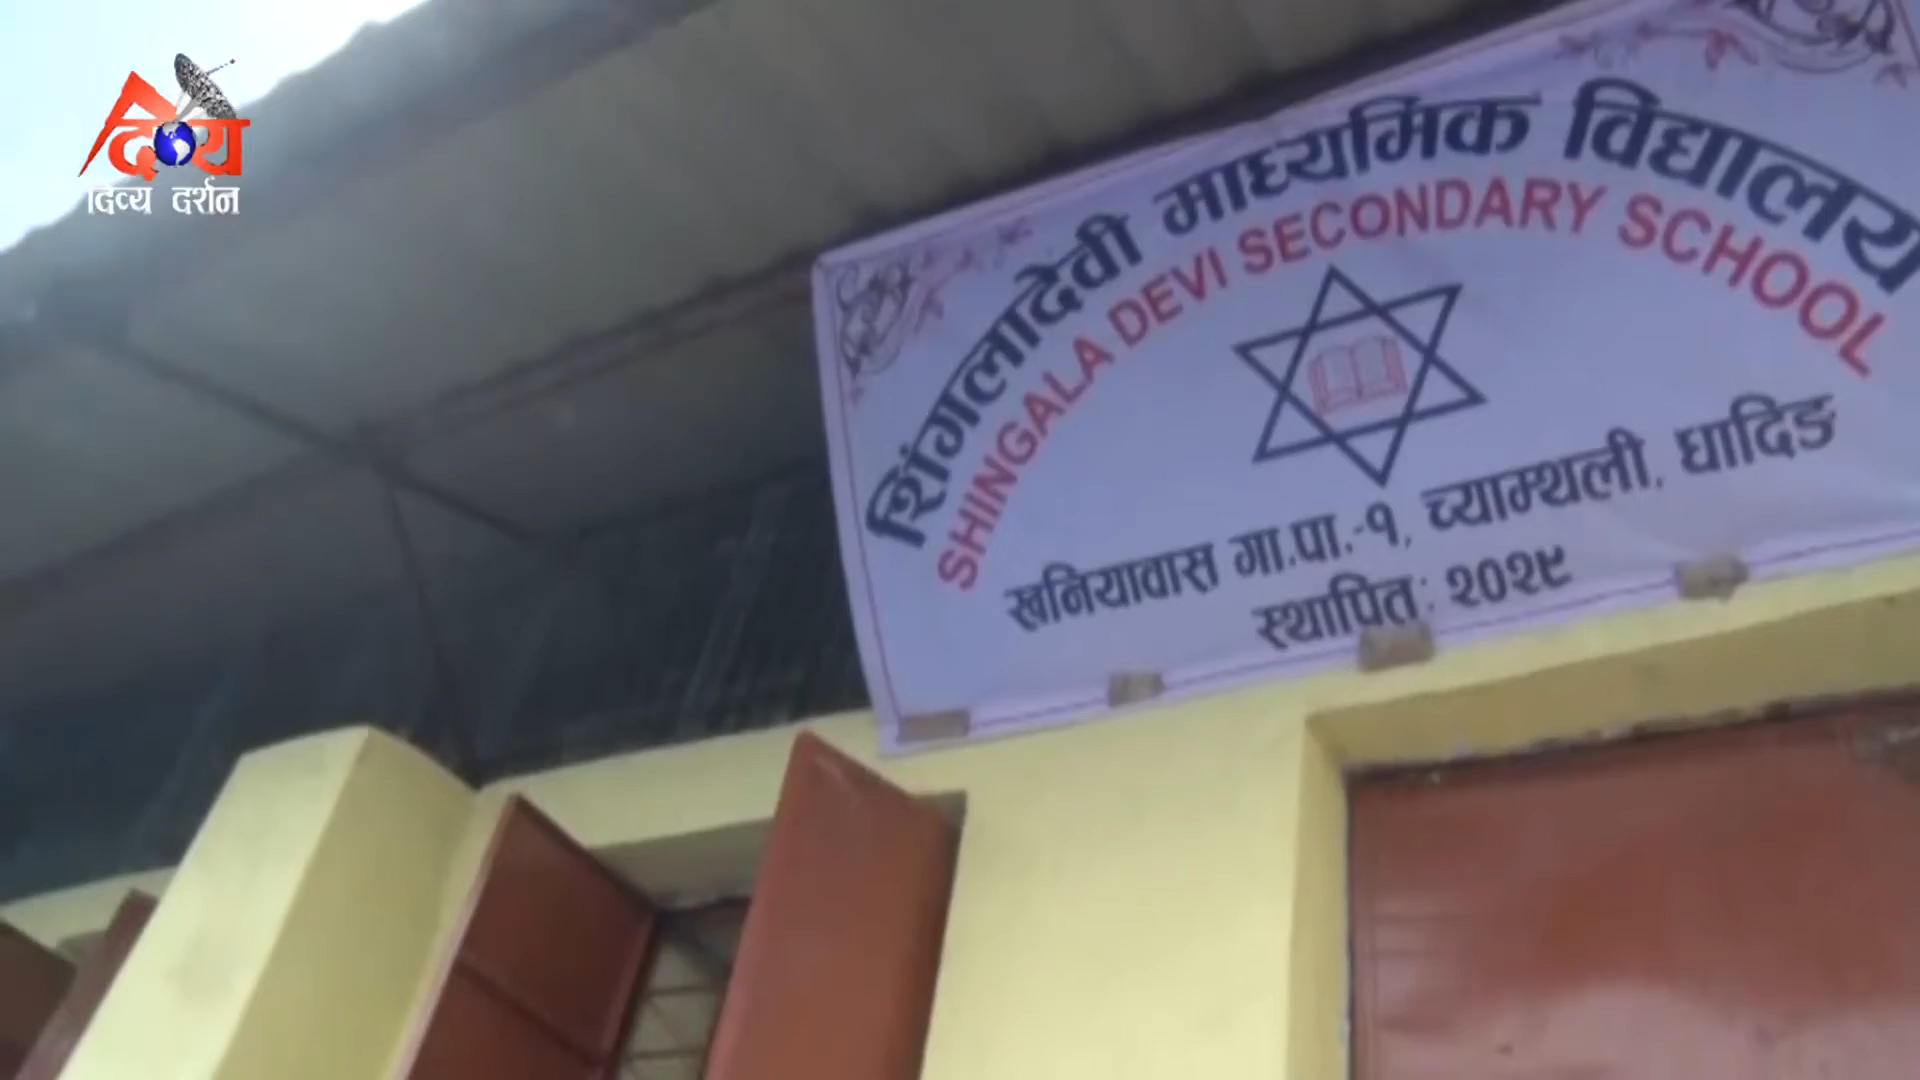 दिव्य
दिव्य दर्शन
शिंगलादेवी माध्यमिक विद्यालय
SHINGALA DEVI SECONDARY SCHOOL
खनियावास गा.पा.-१, च्याम्थली, धादिङ
स्थापित: २०२९